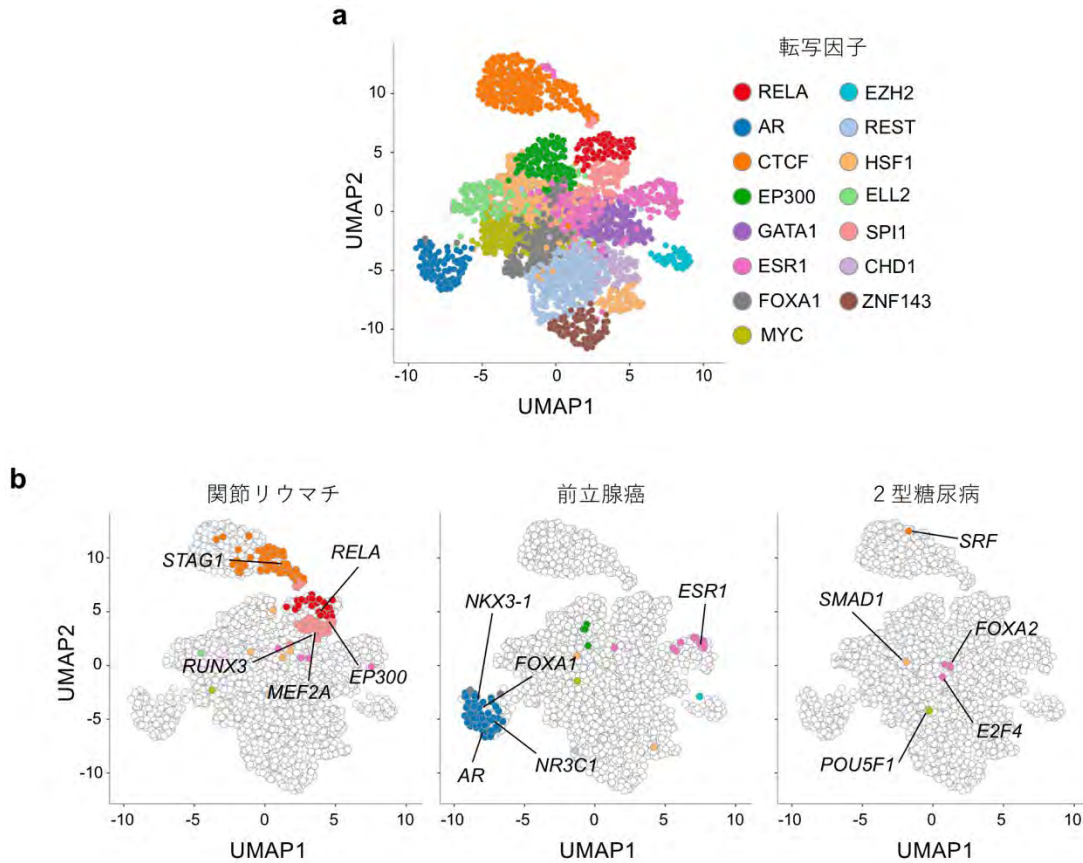 a
転写因子
RELA
AR
CTCF
EP300
GATA1
ESR1
FOXA1
MYC
EZH2
REST
HSF1
ELL2
SPI1
CHD1
ZNF143
UMAP2
10
5
0
-5
-10
-10
-5
0
5
10
UMAP1
b
関節リウマチ
STAG1
RELA
RUNX3
MEF2A
EP300
UMAP2
10
5
0
-5
-10
-10
-5
0
5
10
UMAP1
前立腺癌
NKX3-1
ESR1
FOXA1
AR
NR3C1
-10
-5
0
5
10
UMAP1
2型糖尿病
SRF
SMAD1
FOXA2
E2F4
POU5F1
-10
-5
0
5
10
UMAP1